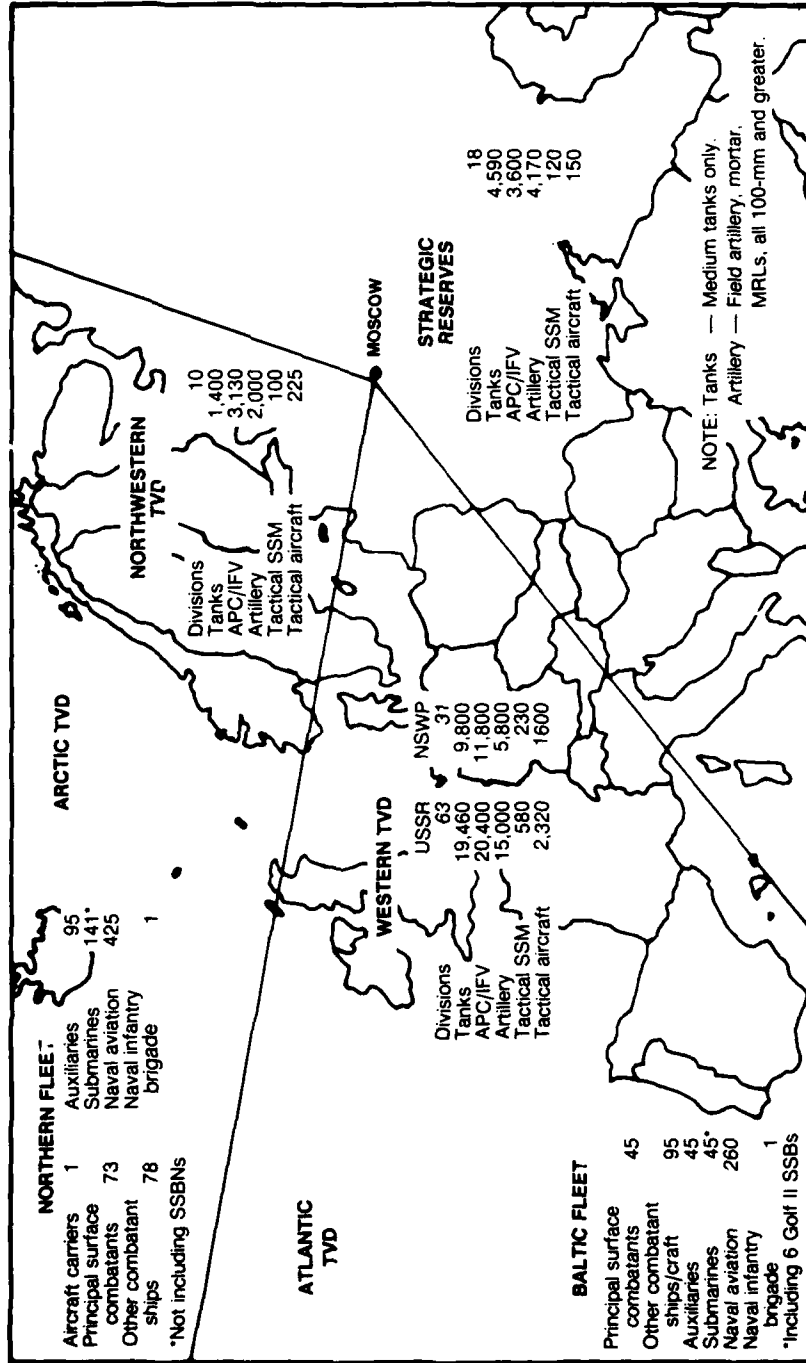 NORTHERN FLEET
Aircraft carriers 1
Principal surface
combatants 73
Other combatant
ships 78
Auxiliaries 95
Submarines 141*
Naval aviation 425
Naval infantry
brigade 1
*Not including SSBNs
ARCTIC TVD
NORTHWESTERN
TVD
Divisions 10
Tanks 1,400
APC/IFV 3,130
Artillery 2,000
Tactical SSM 100
Tactical aircraft 225
MOSCOW
ATLANTIC
TVD
WESTERN TVD
USSR NSWP
Divisions 63 31
Tanks 19,460 9,800
APC/IFV 20,400 11,800
Artillery 15,000 5,800
Tactical SSM 580 230
Tactical aircraft 2,320 1600
STRATEGIC
RESERVES
Divisions 18
Tanks 4,590
APC/IFV 3,600
Artillery 4,170
Tactical SSM 120
Tactical aircraft 150
BALTIC FLEET
Principal surface
combatants 45
Other combatant
ships/craft 95
Auxiliaries 45
Submarines 45*
Naval aviation 260
Naval infantry
brigade 1
*Including 6 Golf II SSBs
NOTE: Tanks — Medium tanks only.
Artillery — Field artillery, mortar,
MRLs, all 100-mm and greater.